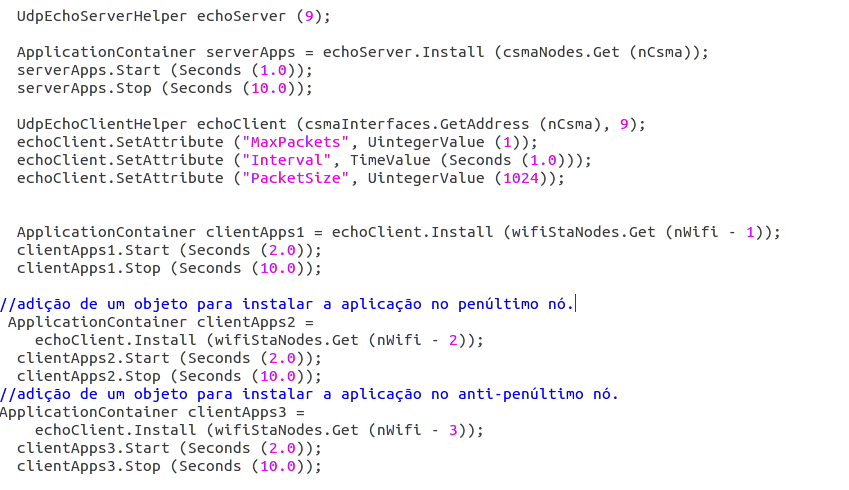 UdpEchoServerHelper echoServer (9);
ApplicationContainer serverApps = echoServer.Install (csmaNodes.Get (nCsma));
serverApps.Start (Seconds (1.0));
serverApps.Stop (Seconds (10.0));
UdpEchoClientHelper echoClient (csmaInterfaces.GetAddress (nCsma), 9);
echoClient.SetAttribute ("MaxPackets", UintegerValue (1));
echoClient.SetAttribute ("Interval", TimeValue (Seconds (1.0)));
echoClient.SetAttribute ("PacketSize", UintegerValue (1024));
ApplicationContainer clientApps1 = echoClient.Install (wifiStaNodes.Get (nWifi - 1));
clientApps1.Start (Seconds (2.0));
clientApps1.Stop (Seconds (10.0));
//adição de um objeto para instalar a aplicação no penúltimo nó.
ApplicationContainer clientApps2 =
echoClient.Install (wifiStaNodes.Get (nWifi - 2));
clientApps2.Start (Seconds (2.0));
clientApps2.Stop (Seconds (10.0));
//adição de um objeto para instalar a aplicação no anti-penúltimo nó.
ApplicationContainer clientApps3 =
echoClient.Install (wifiStaNodes.Get (nWifi - 3));
clientApps3.Start (Seconds (2.0));
clientApps3.Stop (Seconds (10.0));